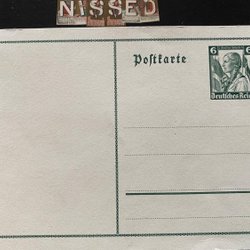 NISSED
Postkarte
6
Deutsches Reich